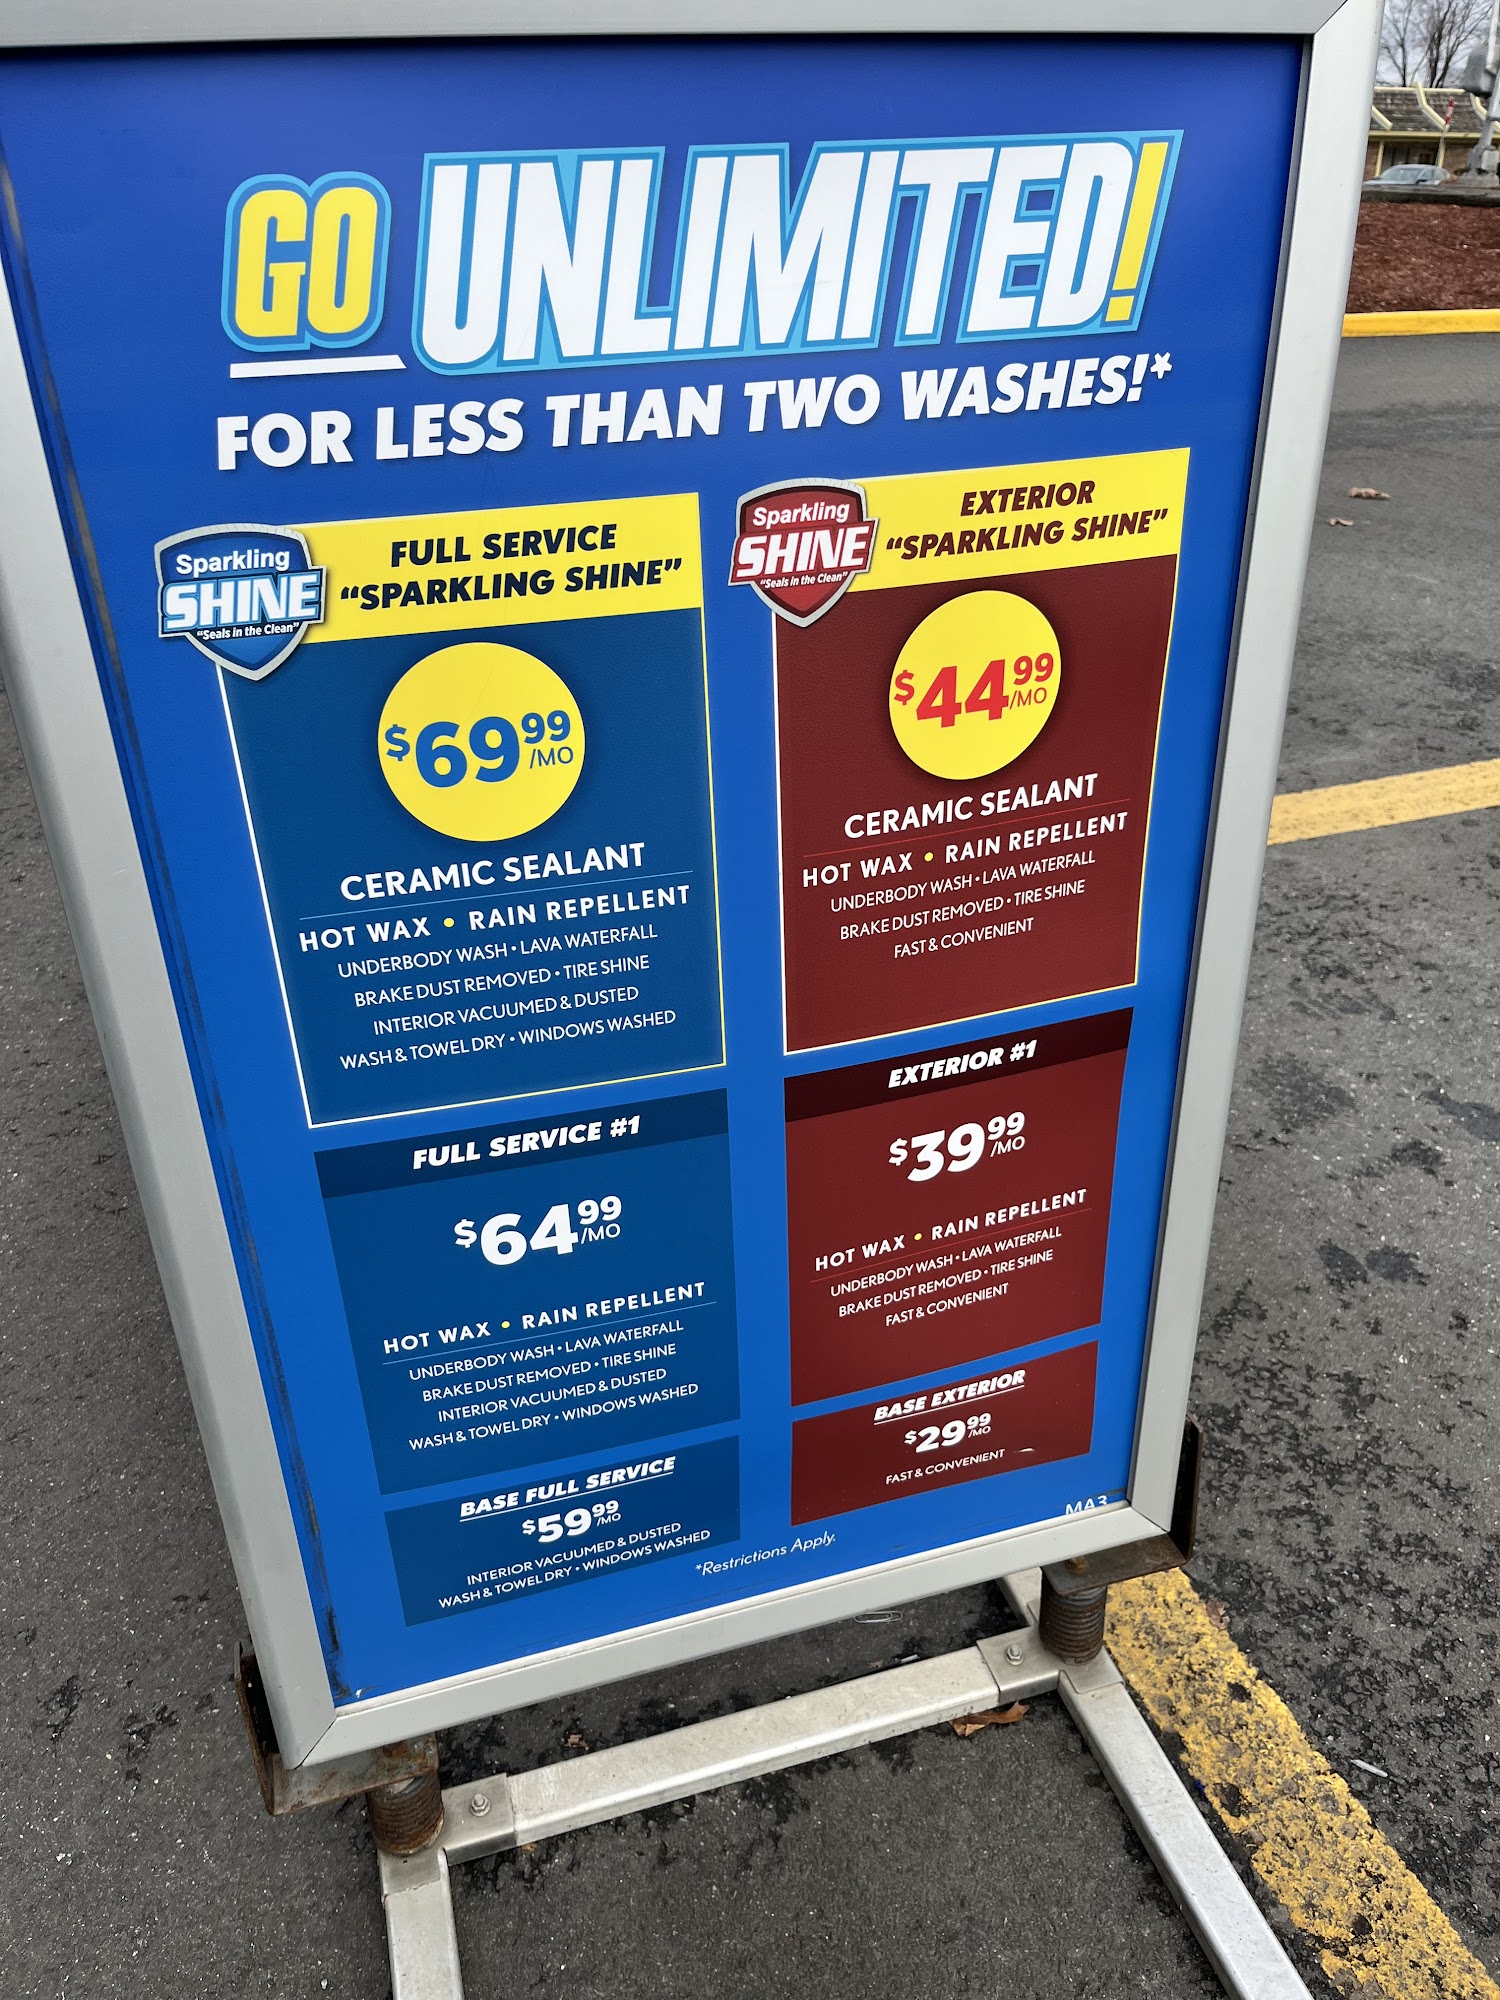 GO UNLIMITED!
FOR LESS THAN TWO WASHES!*
Sparkling
SHINE
"Seals in the Clean"
FULL SERVICE
"SPARKLING SHINE"
$69.99
/MO
CERAMIC SEALANT
HOT WAX • RAIN REPELLENT
UNDERBODY WASH • LAVA WATERFALL
BRAKE DUST REMOVED • TIRE SHINE
INTERIOR VACUUMED & DUSTED
WASH & TOWEL DRY • WINDOWS WASHED
FULL SERVICE #1
$64.99
/MO
HOT WAX • RAIN REPELLENT
UNDERBODY WASH • LAVA WATERFALL
BRAKE DUST REMOVED • TIRE SHINE
INTERIOR VACUUMED & DUSTED
WASH & TOWEL DRY • WINDOWS WASHED
BASE FULL SERVICE
$59.99
/MO
INTERIOR VACUUMED & DUSTED
WASH & TOWEL DRY • WINDOWS WASHED
Sparkling
SHINE
"Seals in the Clean"
EXTERIOR
"SPARKLING SHINE"
$44.99
/MO
CERAMIC SEALANT
HOT WAX • RAIN REPELLENT
UNDERBODY WASH • LAVA WATERFALL
BRAKE DUST REMOVED • TIRE SHINE
FAST & CONVENIENT
EXTERIOR #1
$39.99
/MO
HOT WAX • RAIN REPELLENT
UNDERBODY WASH • LAVA WATERFALL
BRAKE DUST REMOVED • TIRE SHINE
FAST & CONVENIENT
BASE EXTERIOR
$29.99
/MO
FAST & CONVENIENT
MA3
*Restrictions Apply.